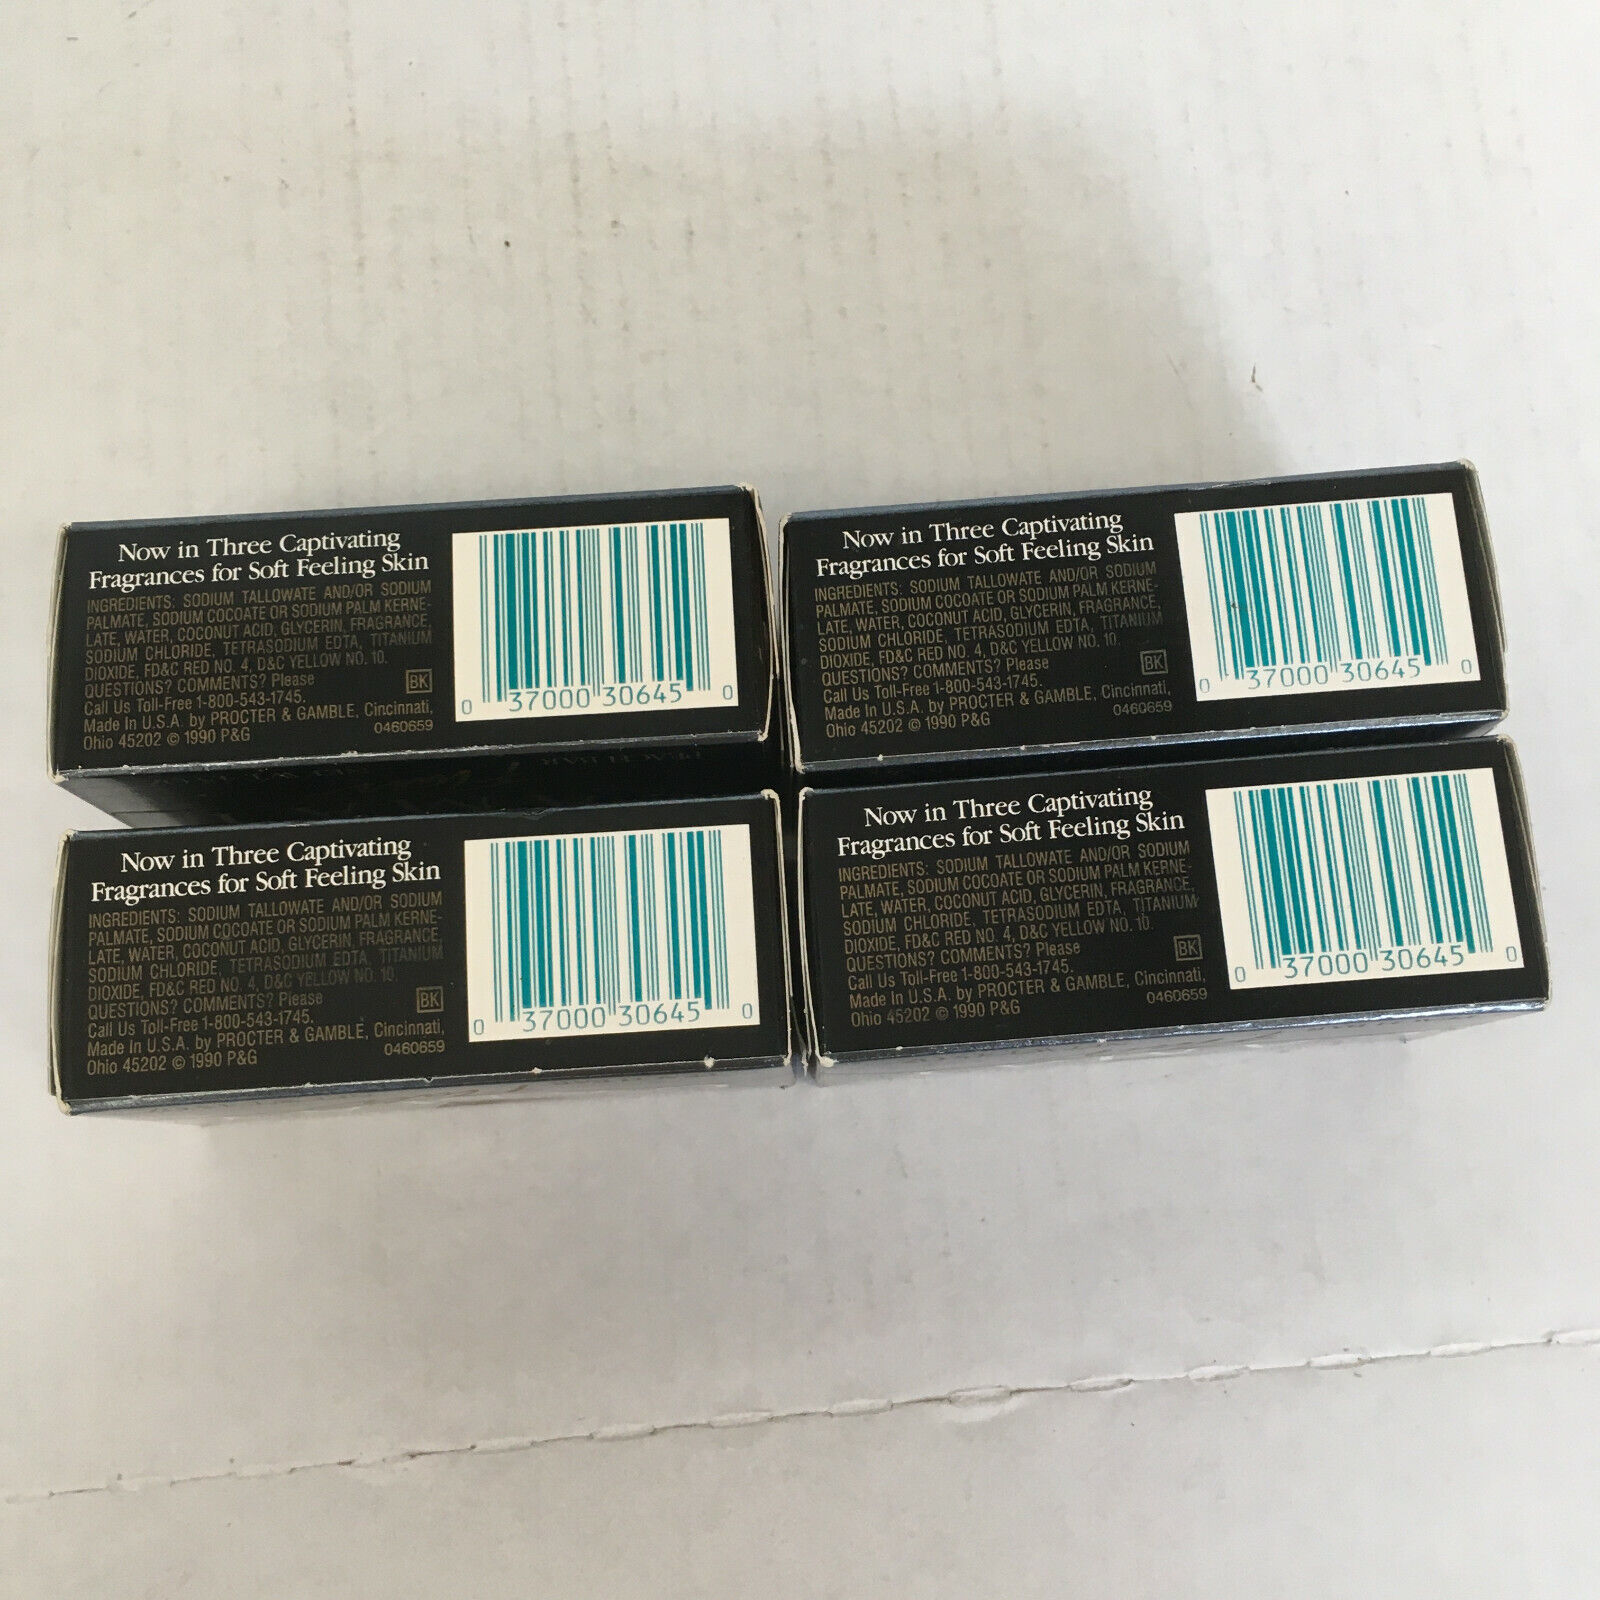 Now in Three Captivating
Fragrances for Soft Feeling Skin
INGREDIENTS: SODIUM TALLOWATE AND/OR SODIUM
PALMATE, SODIUM COCOATE OR SODIUM PALM KERNE-
LATE, WATER, COCONUT ACID, GLYCERIN, FRAGRANCE,
SODIUM CHLORIDE, TETRASODIUM EDTA, TITANIUM
DIOXIDE, FD&C RED NO. 4, D&C YELLOW NO. 10.
QUESTIONS? COMMENTS? Please
Call Us Toll-Free 1-800-543-1745.
BK
Made In U.S.A. by PROCTER & GAMBLE, Cincinnati,
Ohio 45202 © 1990 P&G
0460659
0 37000 30645 0
Now in Three Captivating
Fragrances for Soft Feeling Skin
INGREDIENTS: SODIUM TALLOWATE AND/OR SODIUM
PALMATE, SODIUM COCOATE OR SODIUM PALM KERNE-
LATE, WATER, COCONUT ACID, GLYCERIN, FRAGRANCE,
SODIUM CHLORIDE, TETRASODIUM EDTA, TITANIUM
DIOXIDE, FD&C RED NO. 4, D&C YELLOW NO. 10.
QUESTIONS? COMMENTS? Please
Call Us Toll-Free 1-800-543-1745.
BK
Made In U.S.A. by PROCTER & GAMBLE, Cincinnati,
Ohio 45202 © 1990 P&G
0460659
0 37000 30645 0
Now in Three Captivating
Fragrances for Soft Feeling Skin
INGREDIENTS: SODIUM TALLOWATE AND/OR SODIUM
PALMATE, SODIUM COCOATE OR SODIUM PALM KERNE-
LATE, WATER, COCONUT ACID, GLYCERIN, FRAGRANCE,
SODIUM CHLORIDE, TETRASODIUM EDTA, TITANIUM
DIOXIDE, FD&C RED NO. 4, D&C YELLOW NO. 10.
QUESTIONS? COMMENTS? Please
Call Us Toll-Free 1-800-543-1745.
BK
Made In U.S.A. by PROCTER & GAMBLE, Cincinnati,
Ohio 45202 © 1990 P&G
0460659
0 37000 30645 0
Now in Three Captivating
Fragrances for Soft Feeling Skin
INGREDIENTS: SODIUM TALLOWATE AND/OR SODIUM
PALMATE, SODIUM COCOATE OR SODIUM PALM KERNE-
LATE, WATER, COCONUT ACID, GLYCERIN, FRAGRANCE,
SODIUM CHLORIDE, TETRASODIUM EDTA, TITANIUM
DIOXIDE, FD&C RED NO. 4, D&C YELLOW NO. 10.
QUESTIONS? COMMENTS? Please
Call Us Toll-Free 1-800-543-1745.
BK
Made In U.S.A. by PROCTER & GAMBLE, Cincinnati,
Ohio 45202 © 1990 P&G
0460659
0 37000 30645 0